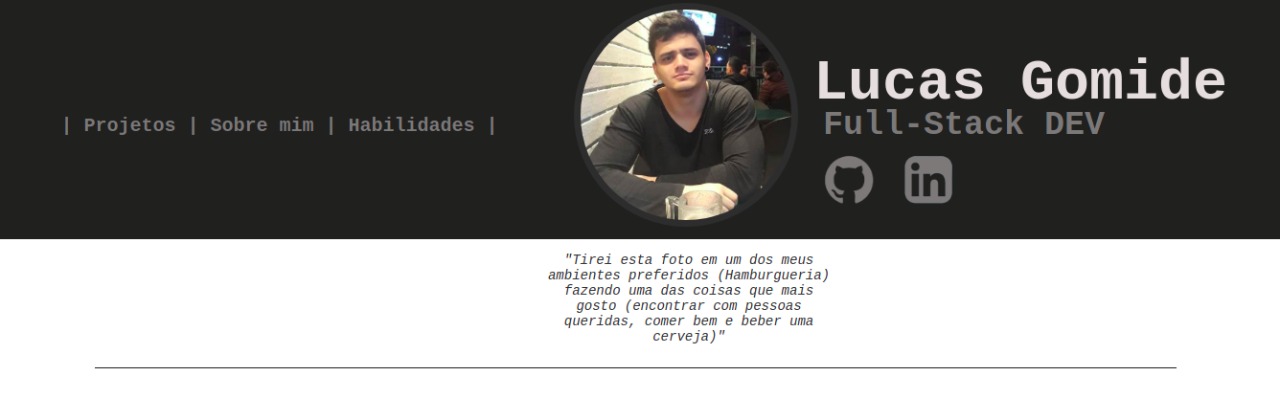 | Projetos | Sobre mim | Habilidades |
Lucas Gomide
Full-Stack DEV
in
"Tirei esta foto em um dos meus
ambientes preferidos (Hamburgueria)
fazendo uma das coisas que mais
gosto (encontrar com pessoas
queridas, comer bem e beber uma
cerveja)"